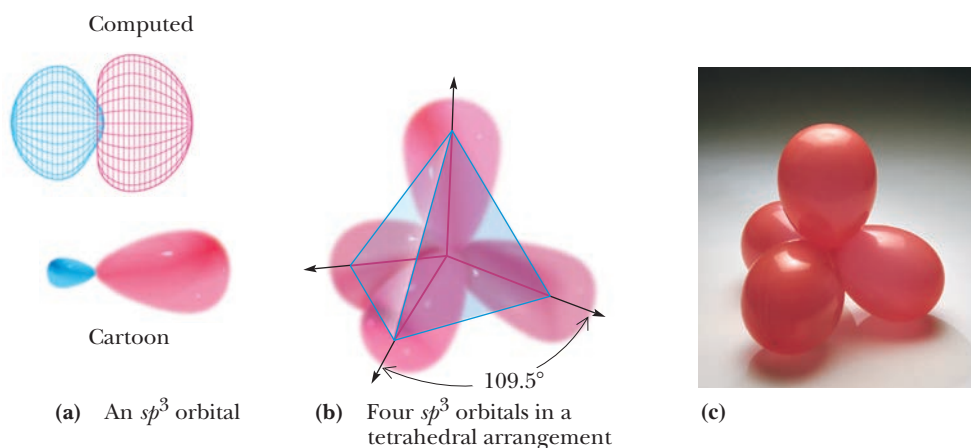 Computed
Cartoon
109.5°
(a) An sp³ orbital
(b) Four sp³ orbitals in a
tetrahedral arrangement
(c)